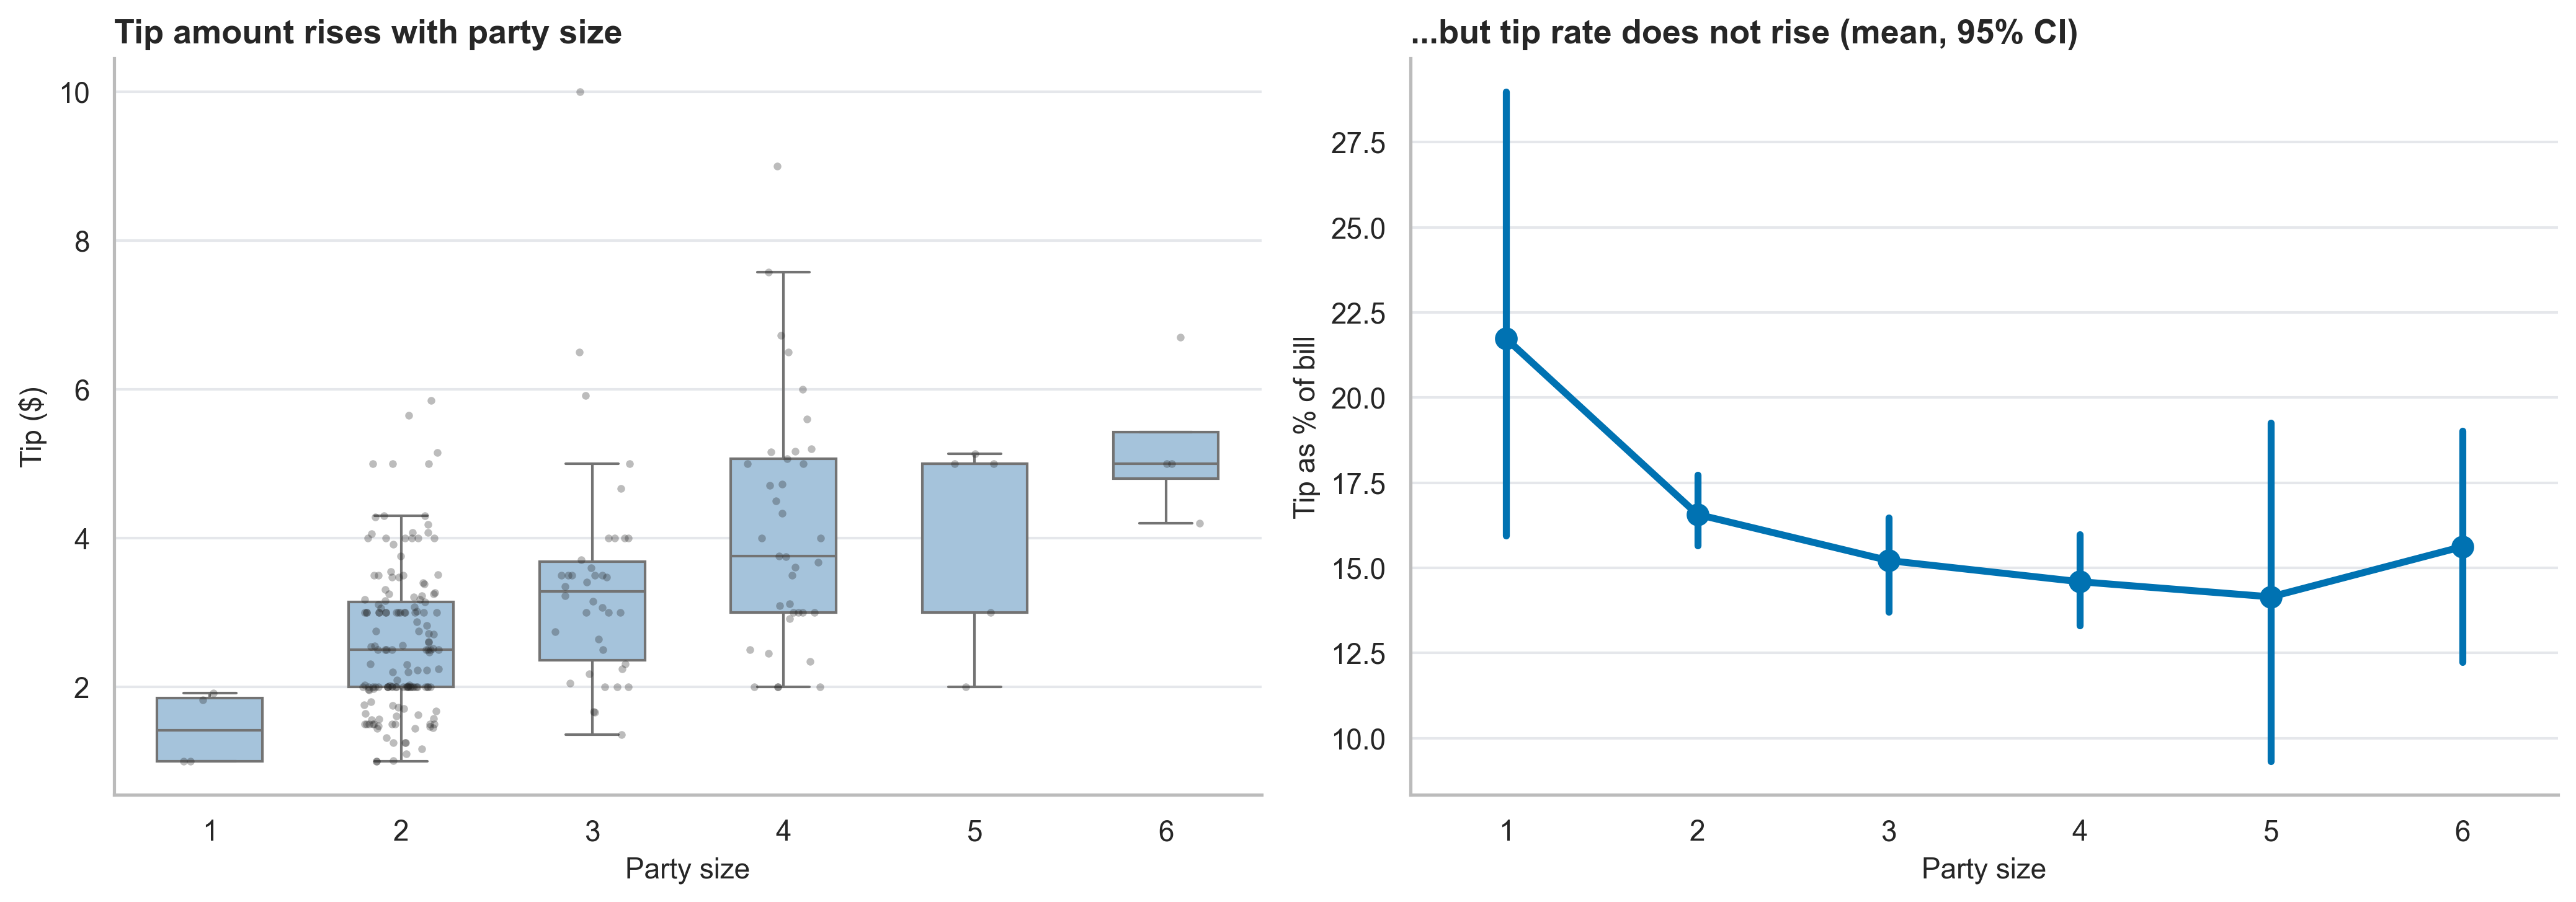 Tip amount rises with party size
10
8
6
4
2
Tip ($)
1 2 3 4 5 6
Party size
...but tip rate does not rise (mean, 95% CI)
27.5
25.0
22.5
20.0
17.5
15.0
12.5
10.0
Tip as % of bill
1 2 3 4 5 6
Party size